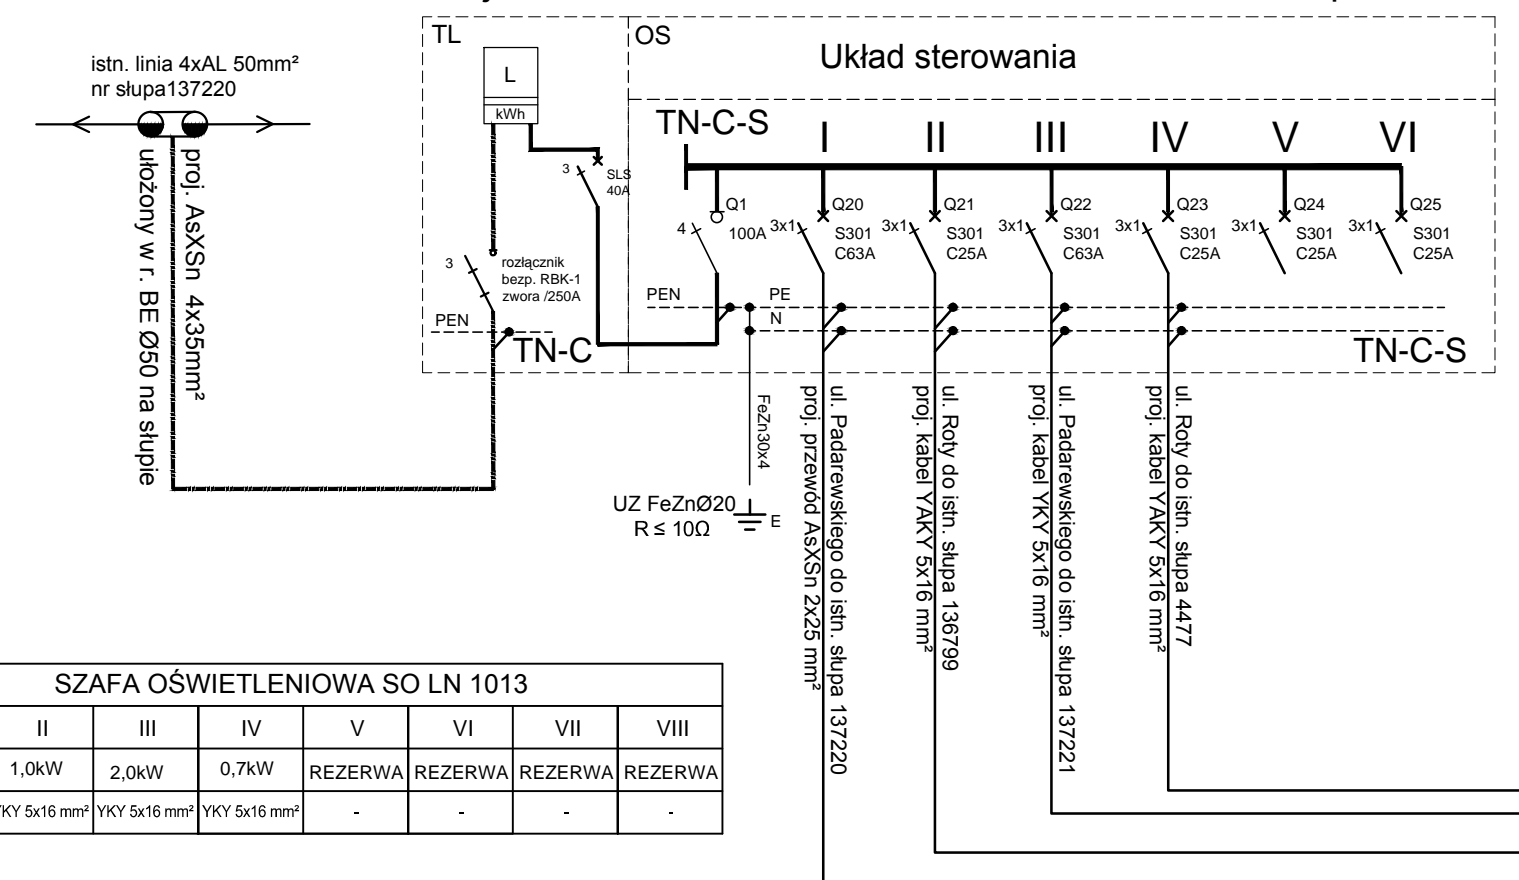 istn. linia 4xAL 50mm²
nr słupa137220
proj. AsXSn 4x35mm²
ułożony w r. BE Ø50 na słupie
TL
L
kWh
3
SLS
40A
3
rozłącznik
bezp. RBK-1
zwora /250A
PEN
TN-C
OS
Układ sterowania
TN-C-S
I II III IV V VI
Q1
4
100A
Q20
3x1
S301
C63A
Q21
3x1
S301
C25A
Q22
3x1
S301
C63A
Q23
3x1
S301
C25A
Q24
3x1
S301
C25A
Q25
3x1
S301
C25A
PEN
PE
N
TN-C-S
FeZn30x4
UZ FeZnØ20
R ≤ 10Ω
E
ul. Padarewskiego do istn. słupa 137220
proj. przewód AsXSn 2x25 mm²
ul. Roty do istn. słupa 136799
proj. kabel YAKY 5x16 mm²
ul. Padarewskiego do istn. słupa 137221
proj. kabel YKY 5x16 mm²
ul. Roty do istn. słupa 4477
proj. kabel YAKY 5x16 mm²
SZAFA OŚWIETLENIOWA SO LN 1013
II III IV V VI VII VIII
1,0kW 2,0kW 0,7kW REZERWA REZERWA REZERWA REZERWA
YKY 5x16 mm² YKY 5x16 mm² YKY 5x16 mm² - - - -